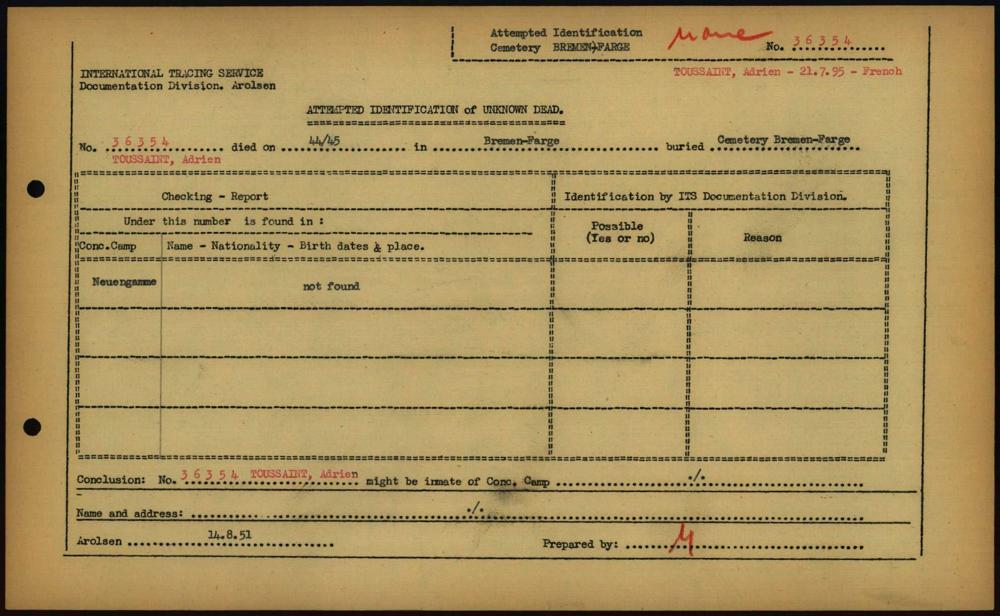 Attempted Identification
Cemetery BREMEN-FARGE No. 36354
TOUSSAINT, Adrien - 21.7.95 - French
INTERNATIONAL TRACING SERVICE
Documentation Division. Arolsen
ATTEMPTED IDENTIFICATION of UNKNOWN DEAD.
No. 36354 died on 44/45 in Bremen-Farge buried Cemetery Bremen-Farge
TOUSSAINT, Adrien
Checking - Report Identification by ITS Documentation Division.
Under this number is found in :
Possible
(Yes or no) Reason
Conc.Camp Name - Nationality - Birth dates & place.
Neuengamme not found
Conclusion: No. 36354 TOUSSAINT, Adrien might be inmate of Conc. Camp ./.
Name and address: ./.
Arolsen 14.8.51 Prepared by: